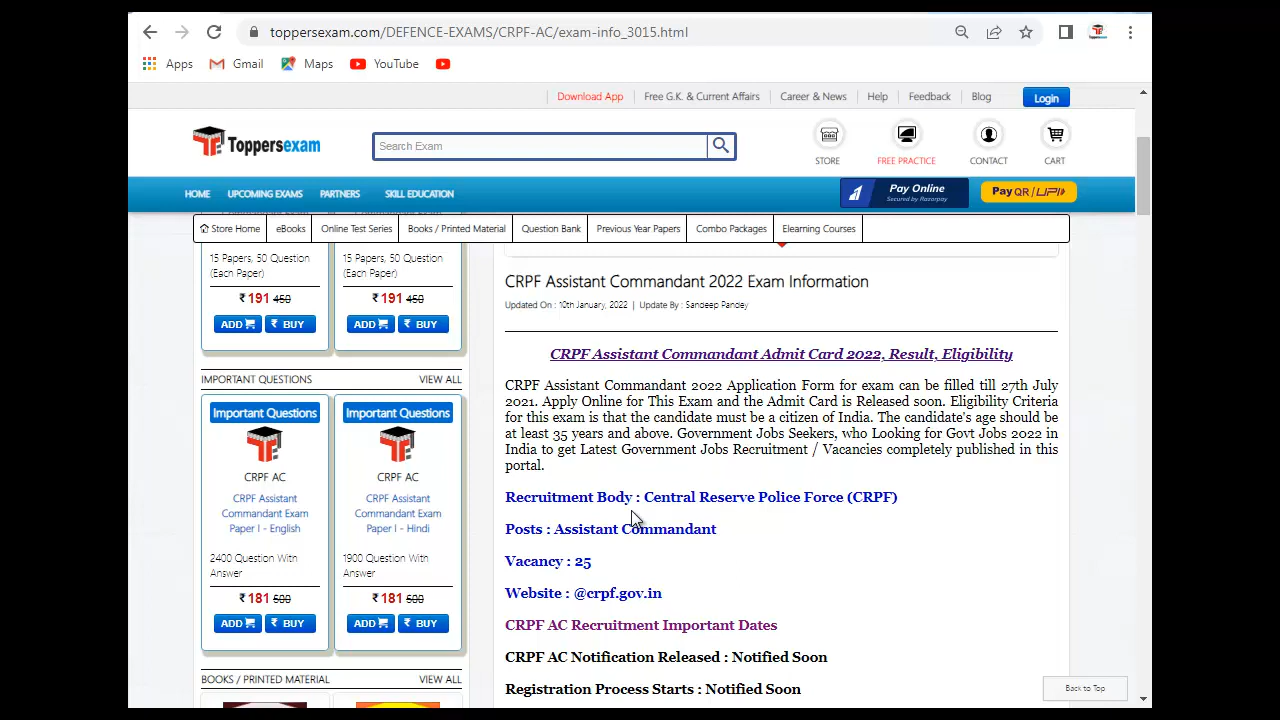 toppersexam.com/DEFENCE-EXAMS/CRPF-AC/exam-info_3015.html
Apps Gmail Maps YouTube
Download App Free G.K. & Current Affairs Career & News Help Feedback Blog Login
Toppersexam
Search Exam
STORE FREE PRACTICE CONTACT CART
HOME UPCOMING EXAMS PARTNERS SKILL EDUCATION
Pay Online
Secured by Razorpay
Pay QR/UPI
Store Home eBooks Online Test Series Books / Printed Material Question Bank Previous Year Papers Combo Packages Elearning Courses
15 Papers, 50 Question
(Each Paper)
₹ 191 450
ADD ₹ BUY
15 Papers, 50 Question
(Each Paper)
₹ 191 450
ADD ₹ BUY
IMPORTANT QUESTIONS VIEW ALL
Important Questions
CRPF AC
CRPF Assistant
Commandant Exam
Paper I - English
2400 Question With
Answer
₹ 181 500
ADD ₹ BUY
Important Questions
CRPF AC
CRPF Assistant
Commandant Exam
Paper I - Hindi
1900 Question With
Answer
₹ 181 500
ADD ₹ BUY
BOOKS / PRINTED MATERIAL VIEW ALL
CRPF Assistant Commandant 2022 Exam Information
Updated On : 10th January, 2022 | Update By : Sandeep Pandey
CRPF Assistant Commandant Admit Card 2022, Result, Eligibility
CRPF Assistant Commandant 2022 Application Form for exam can be filled till 27th July
2021. Apply Online for This Exam and the Admit Card is Released soon. Eligibility Criteria
for this exam is that the candidate must be a citizen of India. The candidate's age should be
at least 35 years and above. Government Jobs Seekers, who Looking for Govt Jobs 2022 in
India to get Latest Government Jobs Recruitment / Vacancies completely published in this
portal.
Recruitment Body : Central Reserve Police Force (CRPF)
Posts : Assistant Commandant
Vacancy : 25
Website : @crpf.gov.in
CRPF AC Recruitment Important Dates
CRPF AC Notification Released : Notified Soon
Registration Process Starts : Notified Soon
Back to Top